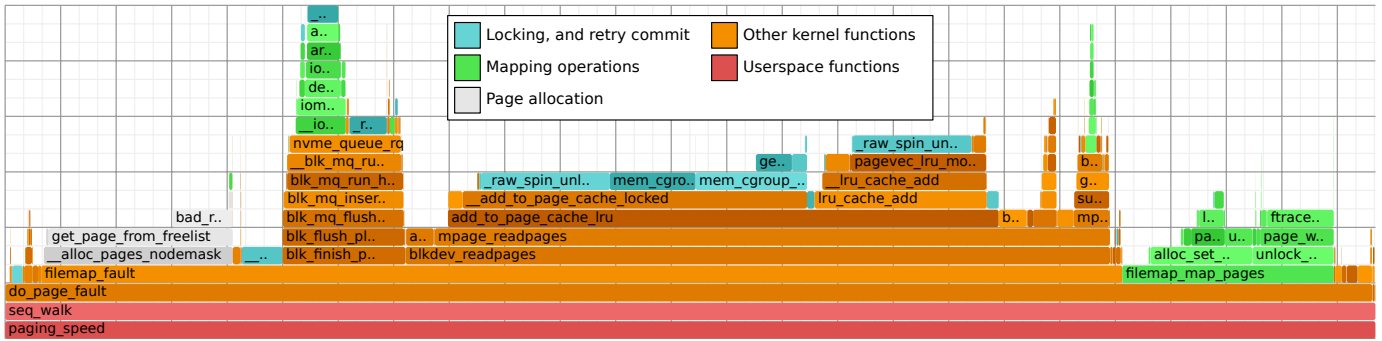 _..
a..
Locking, and retry commit
Other kernel functions
ar..
io..
Mapping operations
Userspace functions
de..
Page allocation
iom..
__io..
_r..
nvme_queue_rq
_raw_spin_un..
__blk_mq_ru..
ge..
pagevec_lru_mo..
b..
blk_mq_run_h..
_raw_spin_unl..
mem_cgro..
mem_cgroup_..
__lru_cache_add
g..
blk_mq_inser..
__add_to_page_cache_locked
lru_cache_add
su..
bad_r..
blk_mq_flush..
add_to_page_cache_lru
b..
mp..
l..
ftrace..
get_page_from_freelist
blk_flush_pl..
a..
mpage_readpages
pa..
u..
page_w..
__alloc_pages_nodemask
__..
blk_finish_p..
blkdev_readpages
alloc_set_..
unlock_..
filemap_fault
filemap_map_pages
do_page_fault
seq_walk
paging_speed